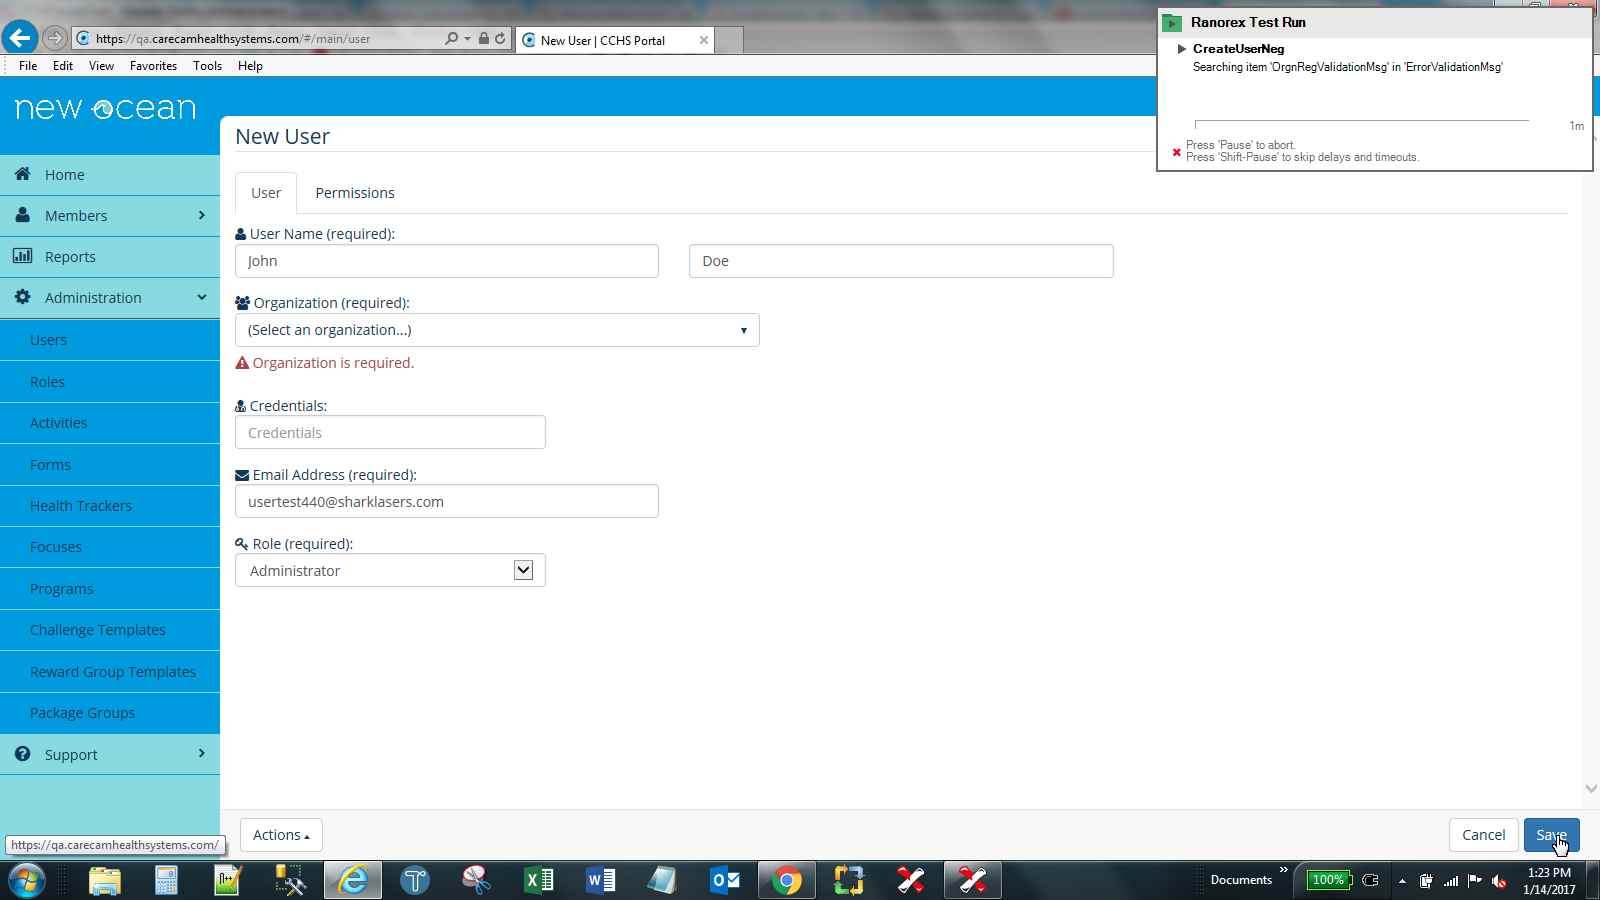 https://qa.carecamhealthsystems.com/#/main/user
New User | CCHS Portal
File Edit View Favorites Tools Help
Ranorex Test Run
CreateUserNeg
Searching item 'OrgnRegValidationMsg' in 'ErrorValidationMsg'
1m
Press 'Pause' to abort.
Press 'Shift-Pause' to skip delays and timeouts.
new ocean
New User
Home
Members
Reports
Administration
Users
Roles
Activities
Forms
Health Trackers
Focuses
Programs
Challenge Templates
Reward Group Templates
Package Groups
Support
User Permissions
User Name (required):
John Doe
Organization (required):
(Select an organization...)
Organization is required.
Credentials:
Credentials
Email Address (required):
usertest440@sharklasers.com
Role (required):
Administrator
Actions
Cancel Save
https://qa.carecamhealthsystems.com/
Documents
100%
1:23 PM
1/14/2017